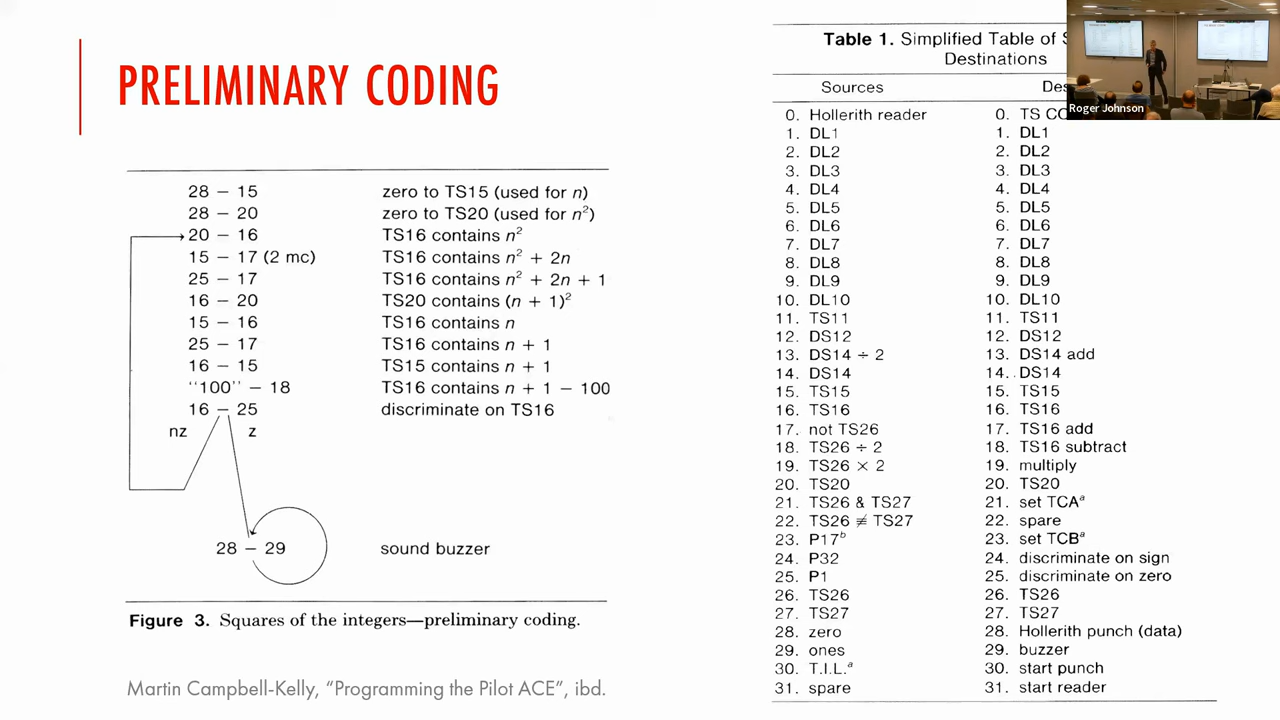 PRELIMINARY CODING
28 – 15 zero to TS15 (used for n)
28 – 20 zero to TS20 (used for n²)
20 – 16 TS16 contains n²
15 – 17 (2 mc) TS16 contains n² + 2n
25 – 17 TS16 contains n² + 2n + 1
16 – 20 TS20 contains (n + 1)²
15 – 16 TS16 contains n
25 – 17 TS16 contains n + 1
16 – 15 TS15 contains n + 1
"100" – 18 TS16 contains n + 1 – 100
16 – 25 discriminate on TS16
nz z
28 – 29 sound buzzer
Figure 3. Squares of the integers—preliminary coding.
Martin Campbell-Kelly, “Programming the Pilot ACE”, ibd.
Table 1. Simplified Table of
Destinations
Sources
0. Hollerith reader 0. TS
1. DL1 1. DL1
2. DL2 2. DL2
3. DL3 3. DL3
4. DL4 4. DL4
5. DL5 5. DL5
6. DL6 6. DL6
7. DL7 7. DL7
8. DL8 8. DL8
9. DL9 9. DL9
10. DL10 10. DL10
11. TS11 11. TS11
12. DS12 12. DS12
13. DS14 ÷ 2 13. DS14 add
14. DS14 14. DS14
15. TS15 15. TS15
16. TS16 16. TS16
17. not TS26 17. TS16 add
18. TS26 ÷ 2 18. TS16 subtract
19. TS26 × 2 19. multiply
20. TS20 20. TS20
21. TS26 & TS27 21. set TCAᵃ
22. TS26 ≢ TS27 22. spare
23. P17ᵇ 23. set TCBᵃ
24. P32 24. discriminate on sign
25. P1 25. discriminate on zero
26. TS26 26. TS26
27. TS27 27. TS27
28. zero 28. Hollerith punch (data)
29. ones 29. buzzer
30. T.I.L.ᵃ 30. start punch
31. spare 31. start reader
Roger Johnson